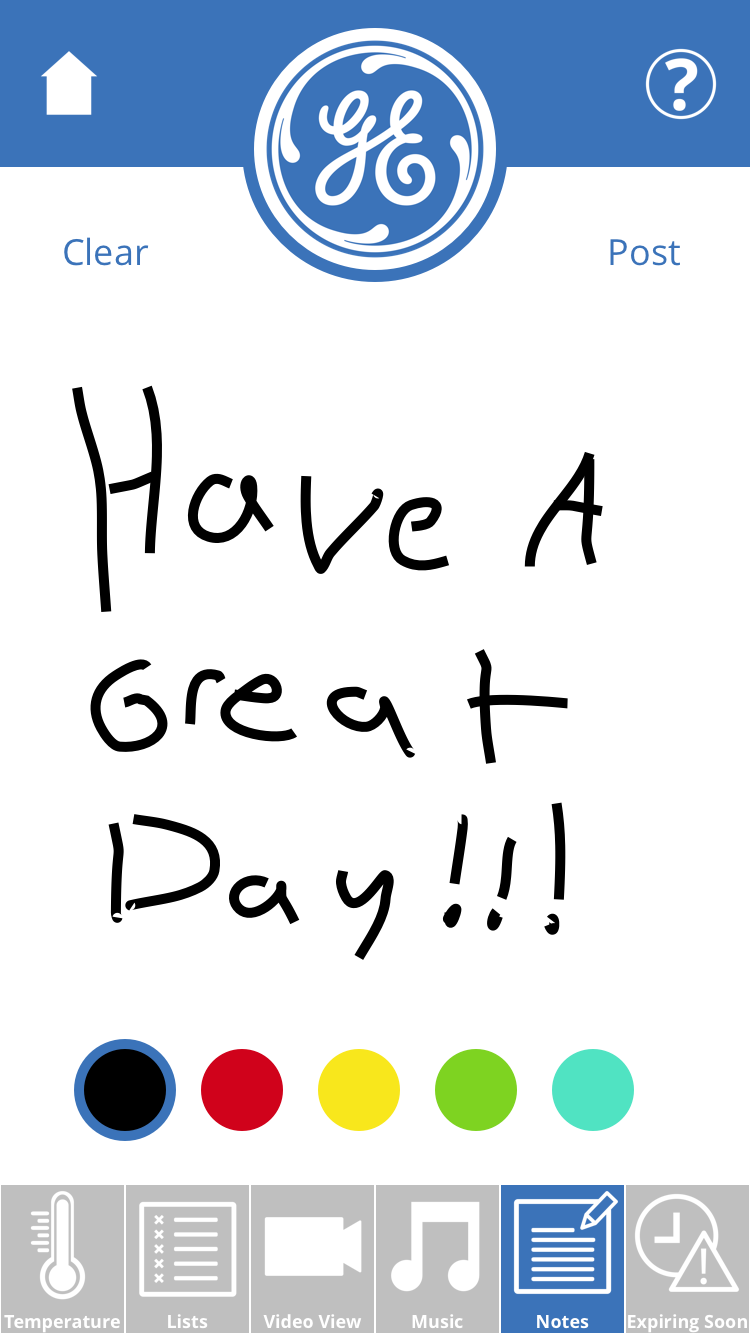 GE
?
Clear
Post
Have A
Great
Day!!!
Temperature
Lists
Video View
Music
Notes
Expiring Soon